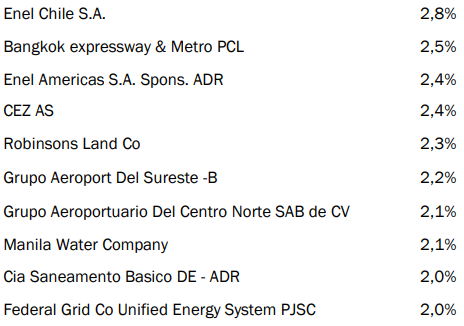 Enel Chile S.A. 2,8%
Bangkok expressway & Metro PCL 2,5%
Enel Americas S.A. Spons. ADR 2,4%
CEZ AS 2,4%
Robinsons Land Co 2,3%
Grupo Aeroport Del Sureste -B 2,2%
Grupo Aeroportuario Del Centro Norte SAB de CV 2,1%
Manila Water Company 2,1%
Cia Saneamento Basico DE - ADR 2,0%
Federal Grid Co Unified Energy System PJSC 2,0%